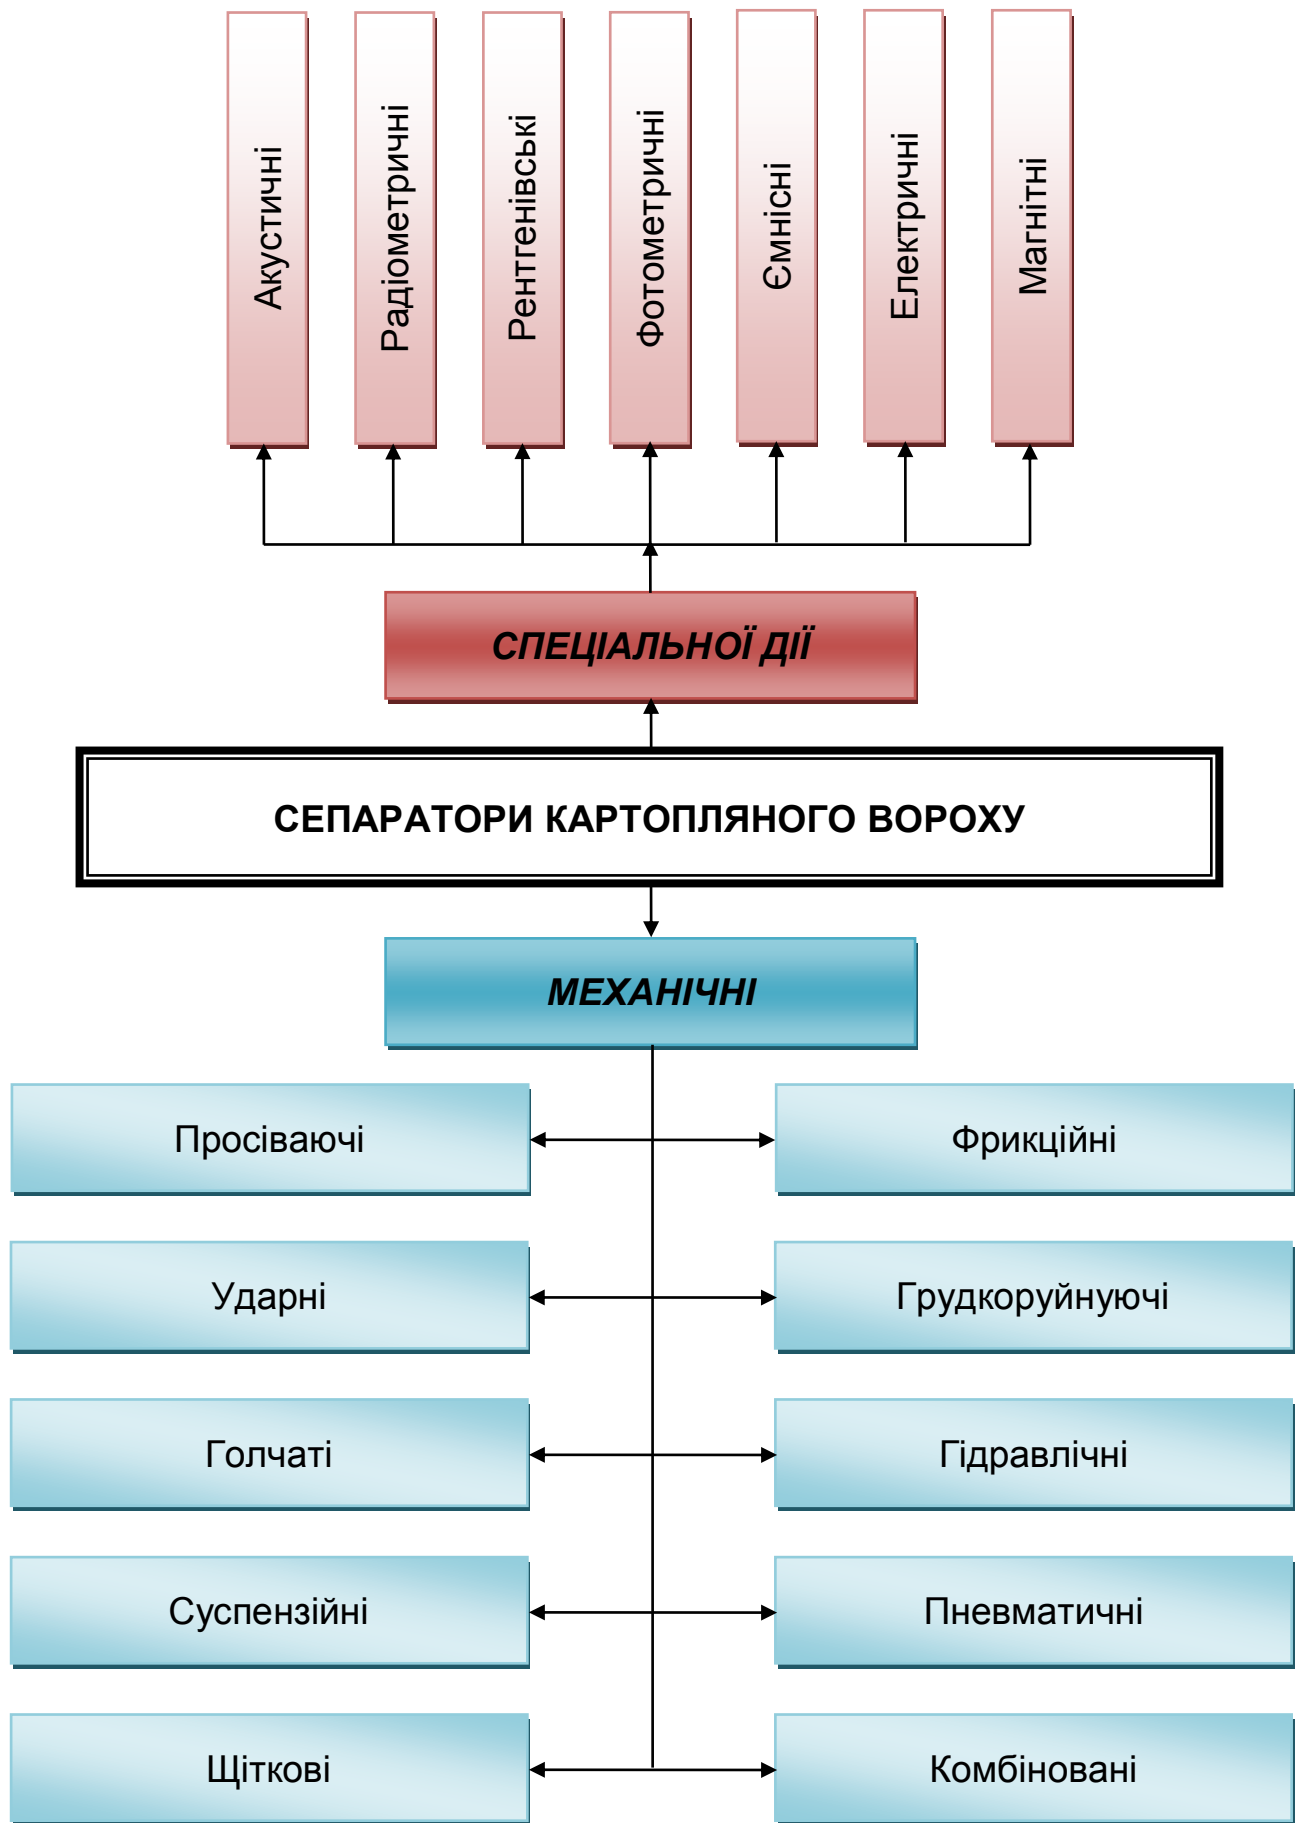 Акустичні
Радіометричні
Рентгенівські
Фотометричні
Ємнісні
Електричні
Магнітні
СПЕЦІАЛЬНОЇ ДІЇ
СЕПАРАТОРИ КАРТОПЛЯНОГО ВОРОХУ
МЕХАНІЧНІ
Просіваючі
Фрикційні
Ударні
Грудкоруйнуючі
Голчаті
Гідравлічні
Суспензійні
Пневматичні
Щіткові
Комбіновані